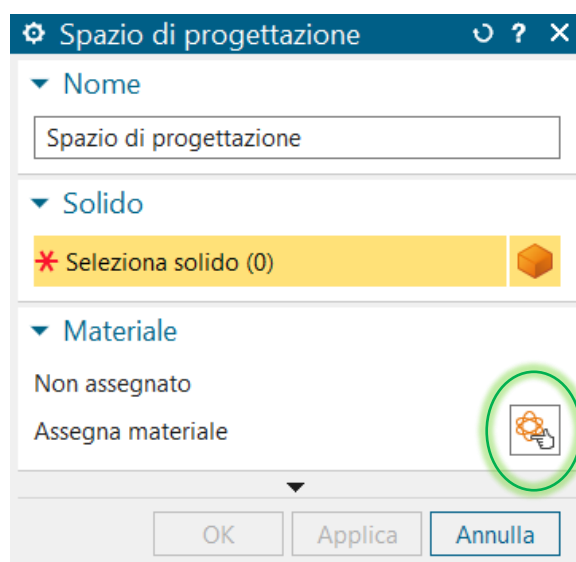 Spazio di progettazione ?
Nome
Spazio di progettazione
Solido
* Seleziona solido (0)
Materiale
Non assegnato
Assegna materiale
OK Applica Annulla